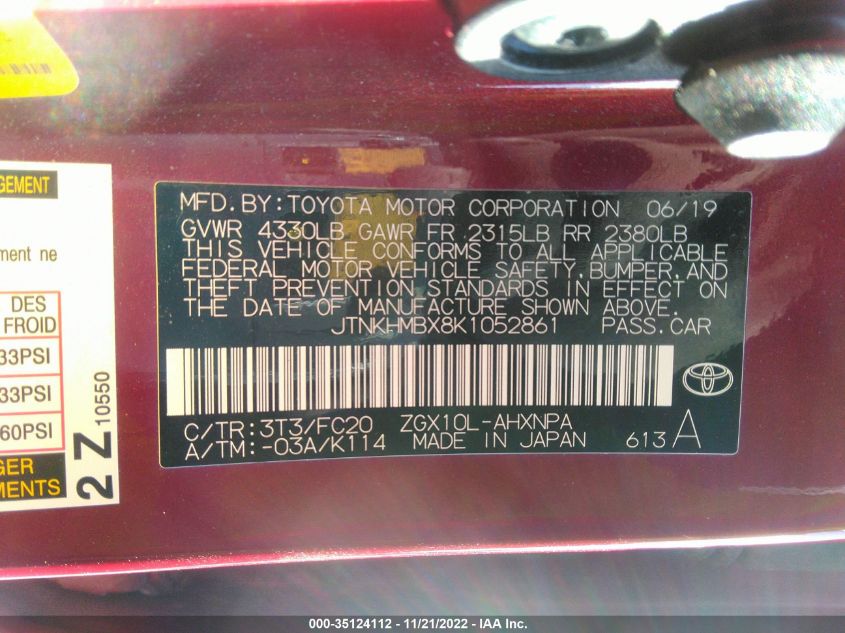 GEMENT
ment ne
DES
FROID
33PSI
33PSI
60PSI
GER
EMENTS
2 Z 10550
MFD. BY: TOYOTA MOTOR CORPORATION 06/19
GVWR 4330LB GAWR FR 2315LB RR 2380LB
THIS VEHICLE CONFORMS TO ALL APPLICABLE
FEDERAL MOTOR VEHICLE SAFETY, BUMPER, AND
THEFT PREVENTION STANDARDS IN EFFECT ON
THE DATE OF MANUFACTURE SHOWN ABOVE.
JTNKHMBX8K1052861 PASS. CAR
C/TR: 3T3/FC20 ZGX10L-AHXNPA
A/TM: -03A/K114 MADE IN JAPAN 613 A
000-35124112 - 11/21/2022 - IAA Inc.